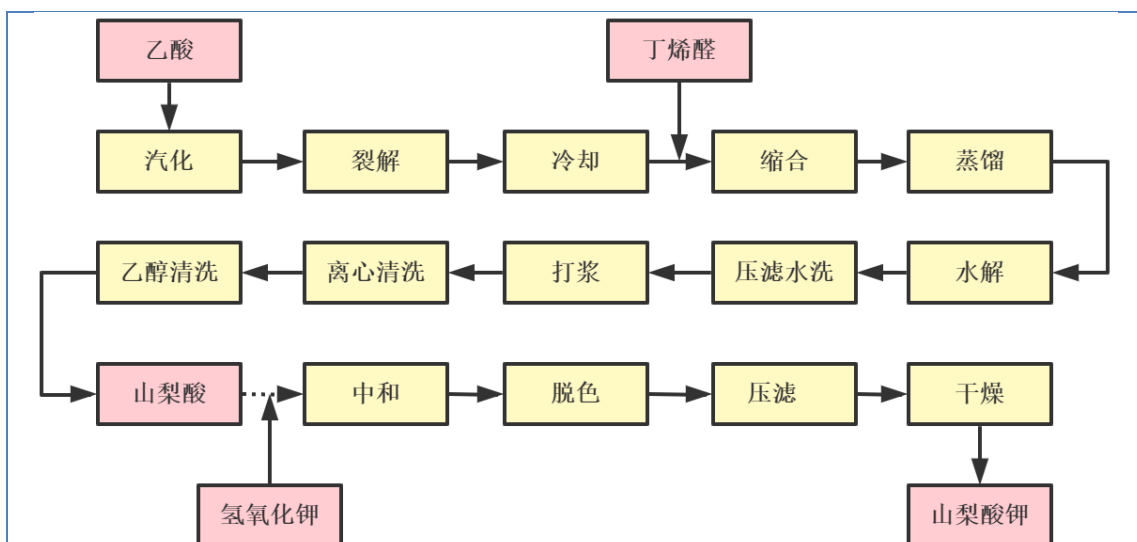 乙酸
丁烯醛
汽化
裂解
冷却
缩合
蒸馏
乙醇清洗
离心清洗
打浆
压滤水洗
水解
山梨酸
中和
脱色
压滤
干燥
氢氧化钾
山梨酸钾